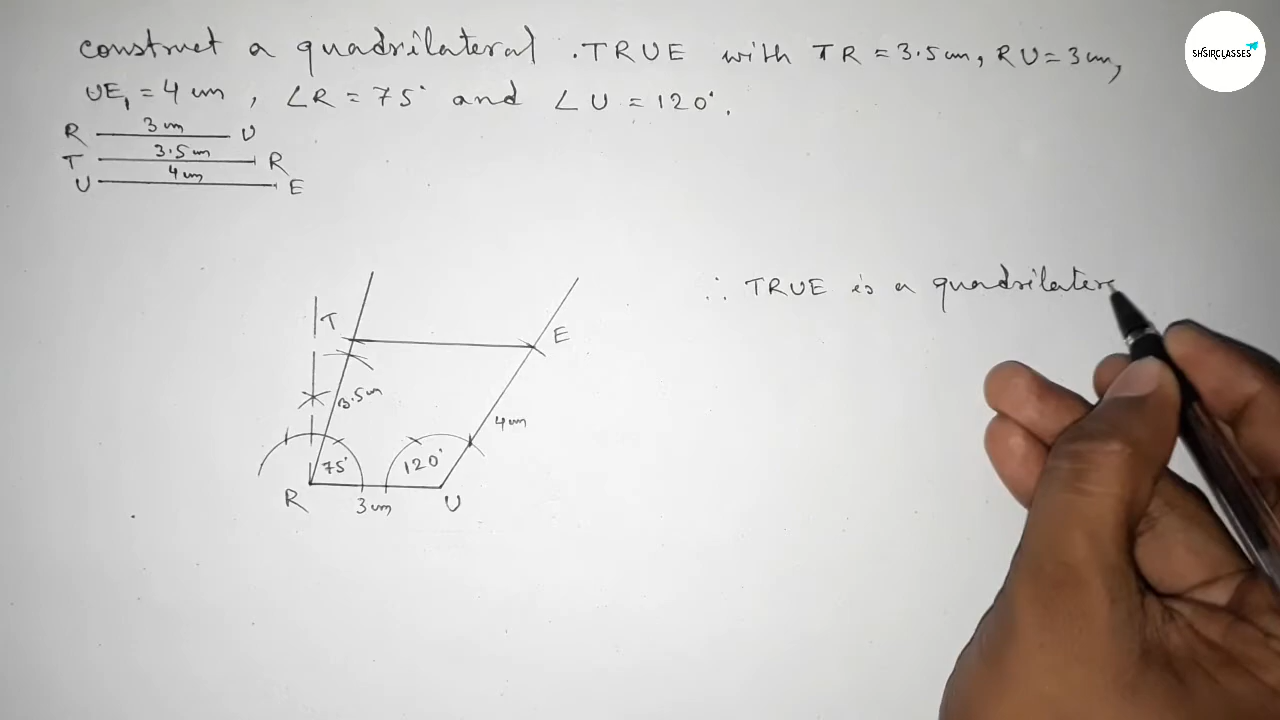 construct a quadrilateral .TRUE with TR = 3.5 cm, RU = 3 cm,
UE, = 4 cm, ∠R = 75° and ∠U = 120°.
R 3 cm U
T 3.5 cm R
U 4 cm E
SHSIRCLASSES
∴ TRUE is a quadrilater
T
E
3.5 cm
4 cm
75°
120°
R
3 cm
U